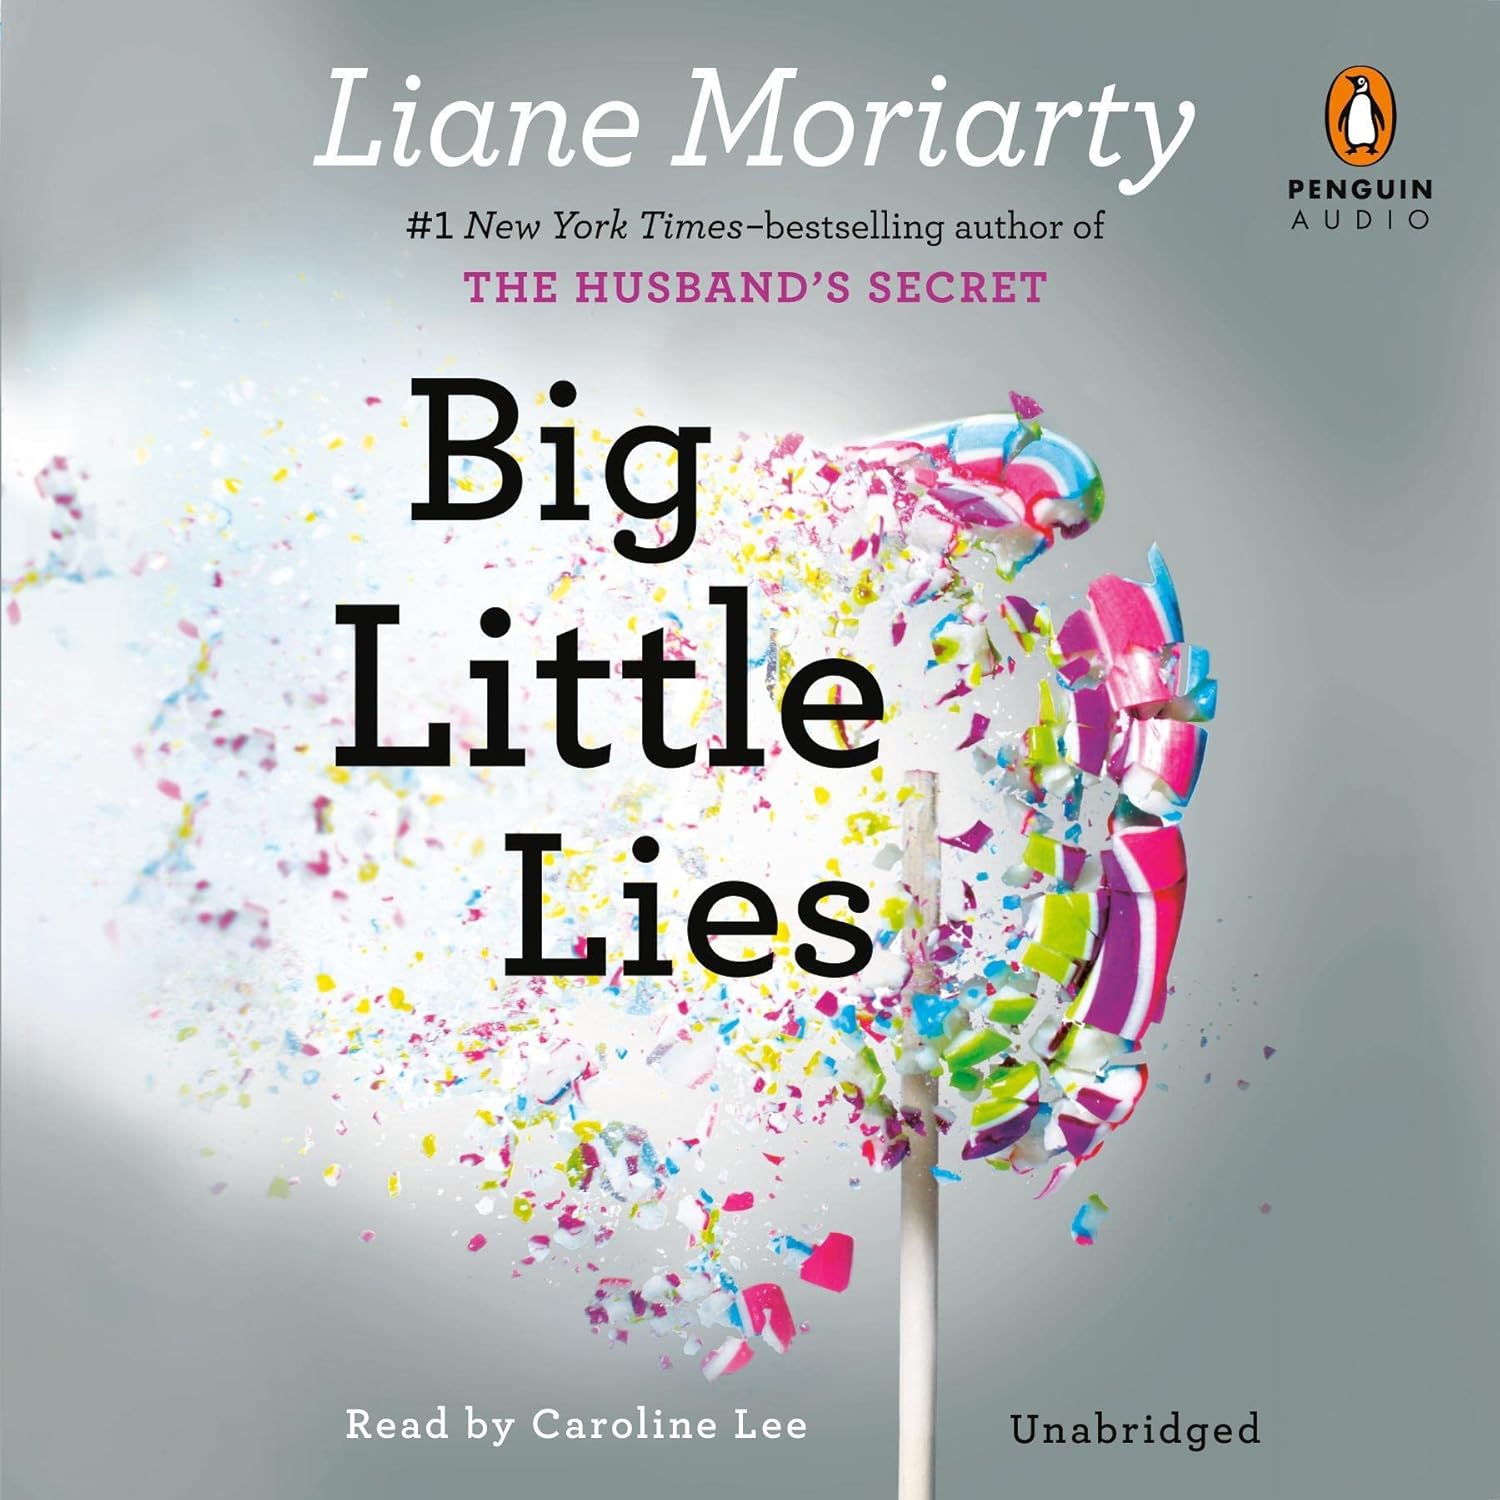 Liane Moriarty
PENGUIN
AUDIO
#1 New York Times–bestselling author of
THE HUSBAND'S SECRET
Big
Little
Lies
Read by Caroline Lee
Unabridged